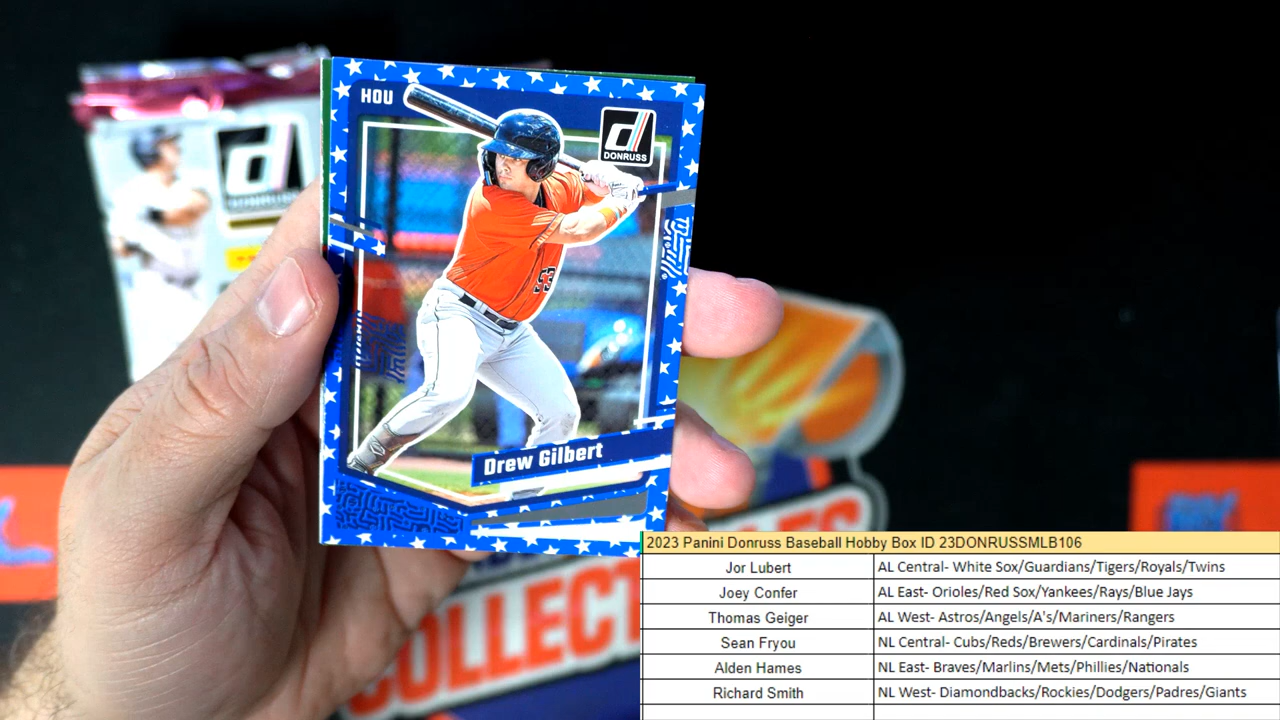 HOU
d
DONRUSS
d
DONRUSS
53
Drew Gilbert
COLLECT
2023 Panini Donruss Baseball Hobby Box ID 23DONRUSSMLB106
Jor Lubert AL Central- White Sox/Guardians/Tigers/Royals/Twins
Joey Confer AL East- Orioles/Red Sox/Yankees/Rays/Blue Jays
Thomas Geiger AL West- Astros/Angels/A's/Mariners/Rangers
Sean Fryou NL Central- Cubs/Reds/Brewers/Cardinals/Pirates
Alden Hames NL East- Braves/Marlins/Mets/Phillies/Nationals
Richard Smith NL West- Diamondbacks/Rockies/Dodgers/Padres/Giants